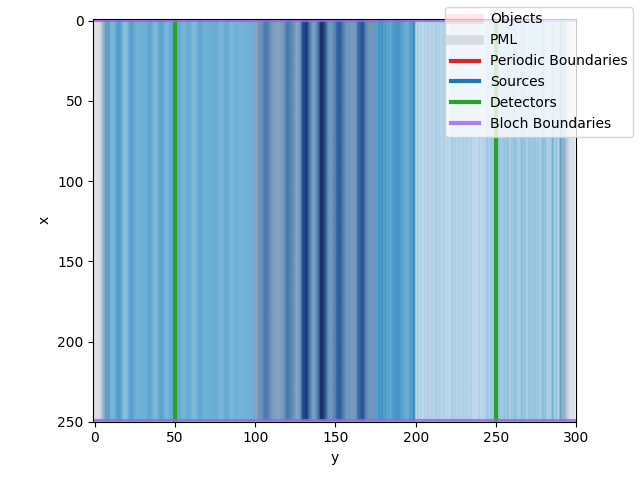 Objects
PML
Periodic Boundaries
Sources
Detectors
Bloch Boundaries
0
50
100
150
200
250
x
0 50 100 150 200 250 300
y